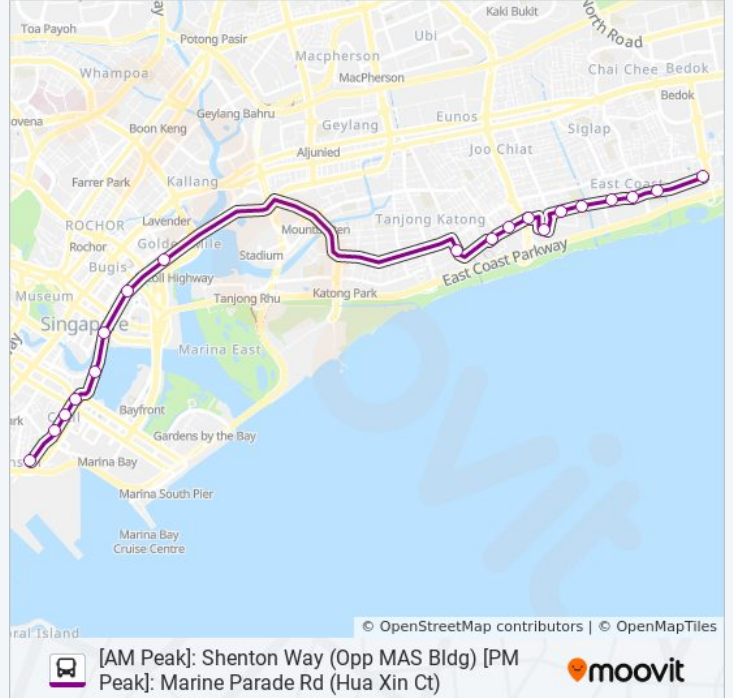 Kaki Bukit
Toa Payoh
North Road
Potong Pasir
Ubi
Macpherson
Whampoa
MacPherson
Chai Chee
Bedok
Bedok
Geylang Bahru
ovena
Boon Keng
Geylang
Eunos
Siglap
Aljunied
Joo Chiat
Farrer Park
Kallang
East Coast
ROCHOR
Lavender
Tanjong Katong
Rochor
Stadium
Bugis
East Coast Parkway
Museum
Tanjong Rhu
Katong Park
Singapore
Marina East
Bayfront
Gardens by the Bay
Marina Bay
Marina South Pier
Marina Bay
Cruise Centre
© OpenStreetMap contributors | © OpenMapTiles
ral Island
[AM Peak]: Shenton Way (Opp MAS Bldg) [PM
Peak]: Marine Parade Rd (Hua Xin Ct)
moovit